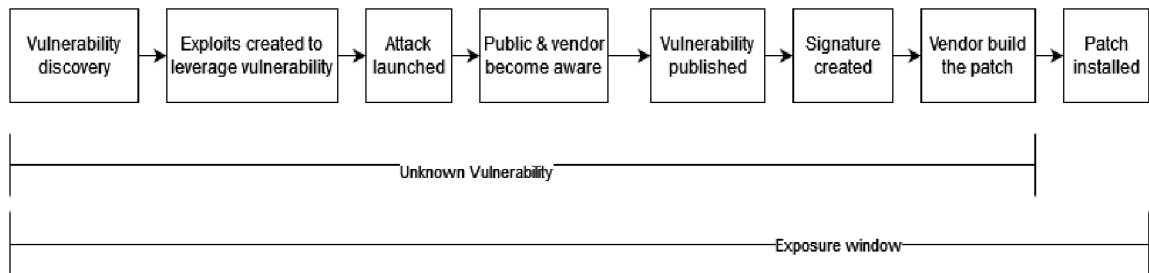 Vulnerability
discovery
Exploits created to
leverage vulnerability
Attack
launched
Public & vendor
become aware
Vulnerability
published
Signature
created
Vendor build
the patch
Patch
installed
Unknown Vulnerability
Exposure window